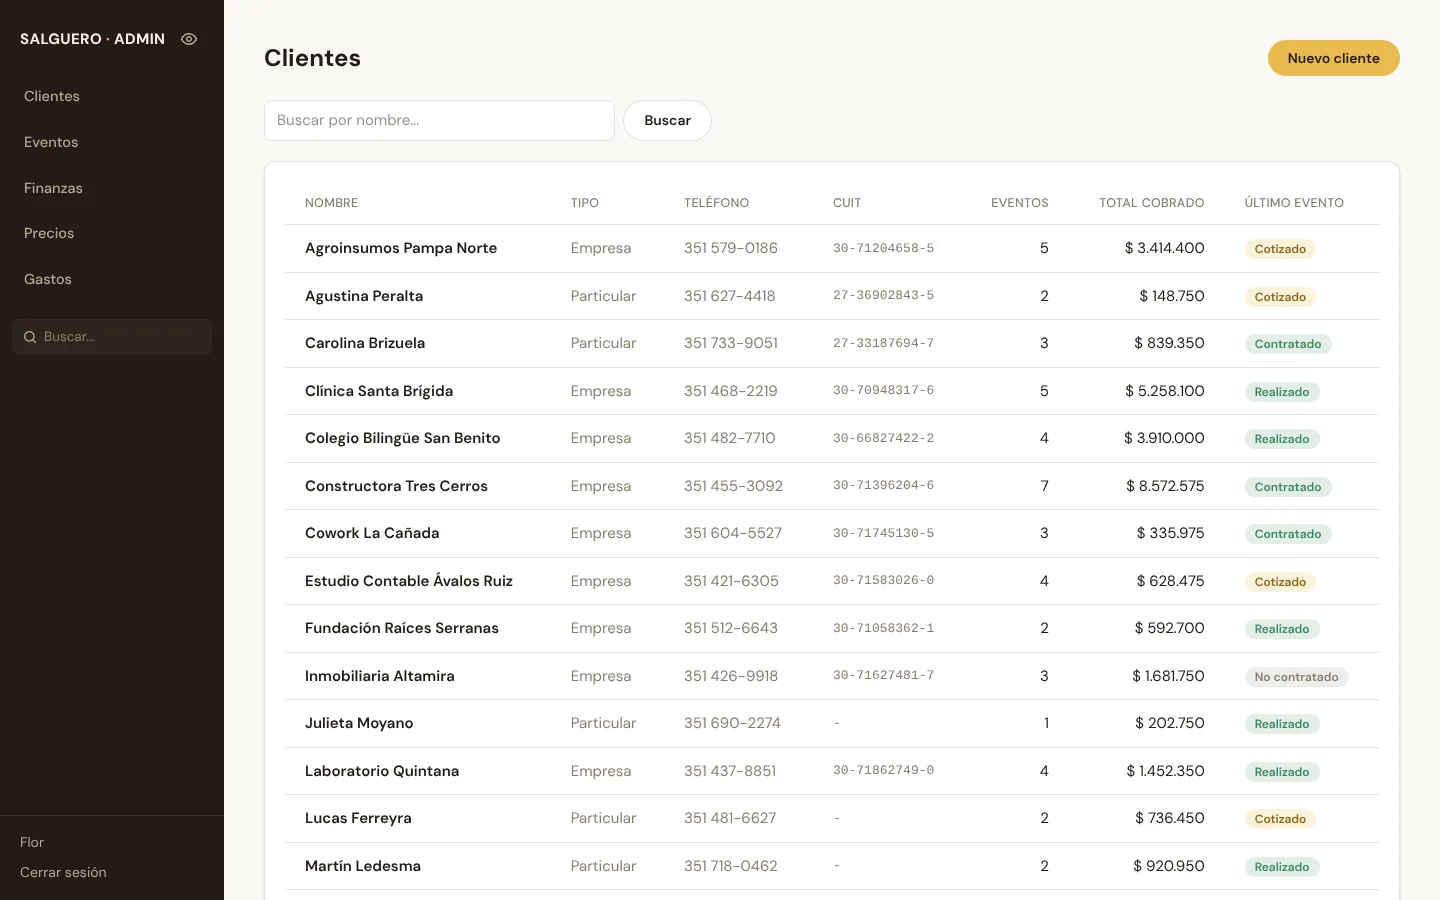 SALGUERO · ADMIN
Clientes
Eventos
Finanzas
Precios
Gastos
Buscar...
Flor
Cerrar sesión
Clientes
Nuevo cliente
Buscar por nombre...
Buscar
NOMBRE TIPO TELÉFONO CUIT EVENTOS TOTAL COBRADO ÚLTIMO EVENTO
Agroinsumos Pampa Norte Empresa 351 579-0186 30-71204658-5 5 $ 3.414.400 Cotizado
Agustina Peralta Particular 351 627-4418 27-36902843-5 2 $ 148.750 Cotizado
Carolina Brizuela Particular 351 733-9051 27-33187694-7 3 $ 839.350 Contratado
Clínica Santa Brígida Empresa 351 468-2219 30-70948317-6 5 $ 5.258.100 Realizado
Colegio Bilingüe San Benito Empresa 351 482-7710 30-66827422-2 4 $ 3.910.000 Realizado
Constructora Tres Cerros Empresa 351 455-3092 30-71396204-6 7 $ 8.572.575 Contratado
Cowork La Cañada Empresa 351 604-5527 30-71745130-5 3 $ 335.975 Contratado
Estudio Contable Ávalos Ruiz Empresa 351 421-6305 30-71583026-0 4 $ 628.475 Cotizado
Fundación Raíces Serranas Empresa 351 512-6643 30-71058362-1 2 $ 592.700 Realizado
Inmobiliaria Altamira Empresa 351 426-9918 30-71627481-7 3 $ 1.681.750 No contratado
Julieta Moyano Particular 351 690-2274 - 1 $ 202.750 Realizado
Laboratorio Quintana Empresa 351 437-8851 30-71862749-0 4 $ 1.452.350 Realizado
Lucas Ferreyra Particular 351 481-6627 - 2 $ 736.450 Cotizado
Martín Ledesma Particular 351 718-0462 - 2 $ 920.950 Realizado